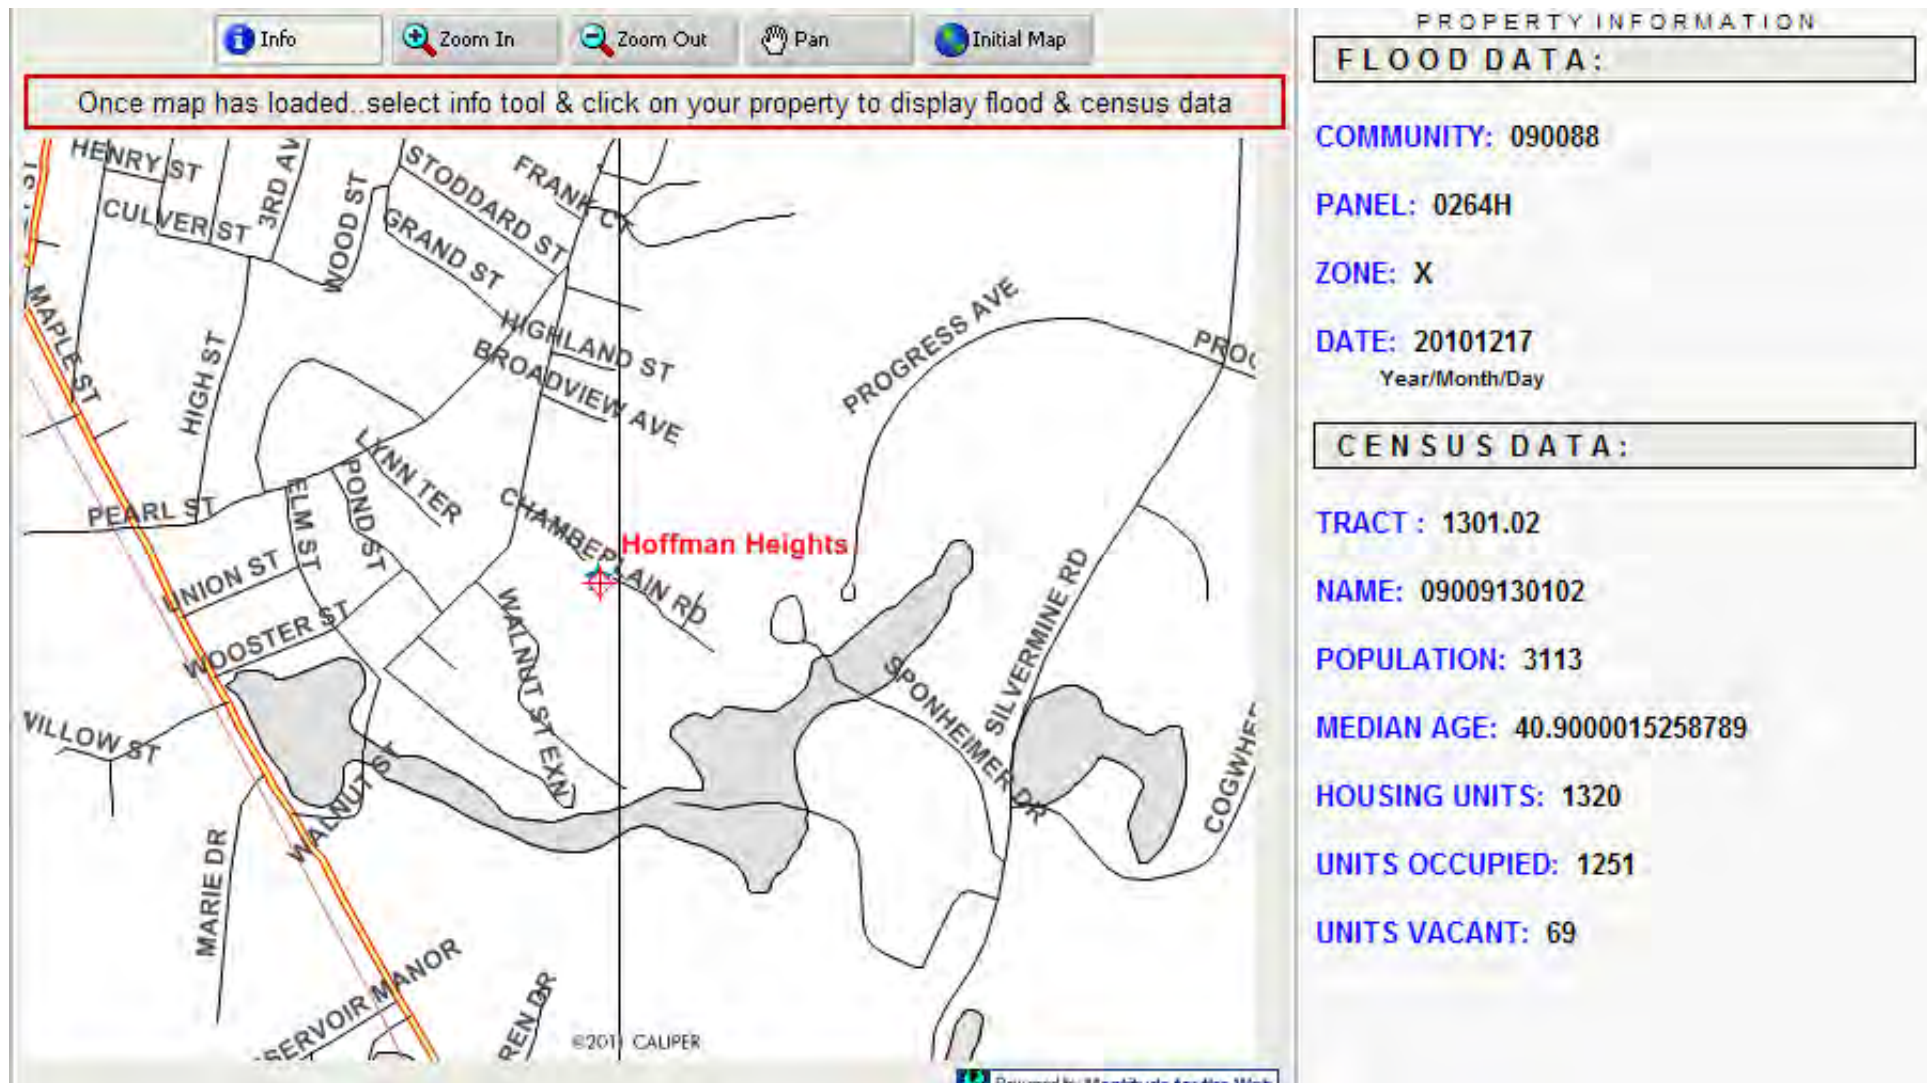 Info
Zoom In
Zoom Out
Pan
Initial Map
Once map has loaded..select info tool & click on your property to display flood & census data
HENRY ST
CULVER ST
3RD AV
WOOD ST
STODDARD ST
GRAND ST
FRANK CT
HIGHLAND ST
BROADVIEW AVE
PROGRESS AVE
MAPLE ST
HIGH ST
LYNN TER
PEARL ST
ELM ST
POND ST
CHAMBERLAIN RD
Hoffman Heights
UNION ST
WOOSTER ST
WALNUT ST EXN
SILVERMINE RD
SPONHEIMER DR
WILLOW ST
WALNUT ST
MARIE DR
SERVOIR MANOR
REN DR
©2011 CALIPER
PROPERTY INFORMATION
FLOOD DATA:
COMMUNITY: 090088
PANEL: 0264H
ZONE: X
DATE: 20101217
Year/Month/Day
CENSUS DATA:
TRACT : 1301.02
NAME: 09009130102
POPULATION: 3113
MEDIAN AGE: 40.9000015258789
HOUSING UNITS: 1320
UNITS OCCUPIED: 1251
UNITS VACANT: 69